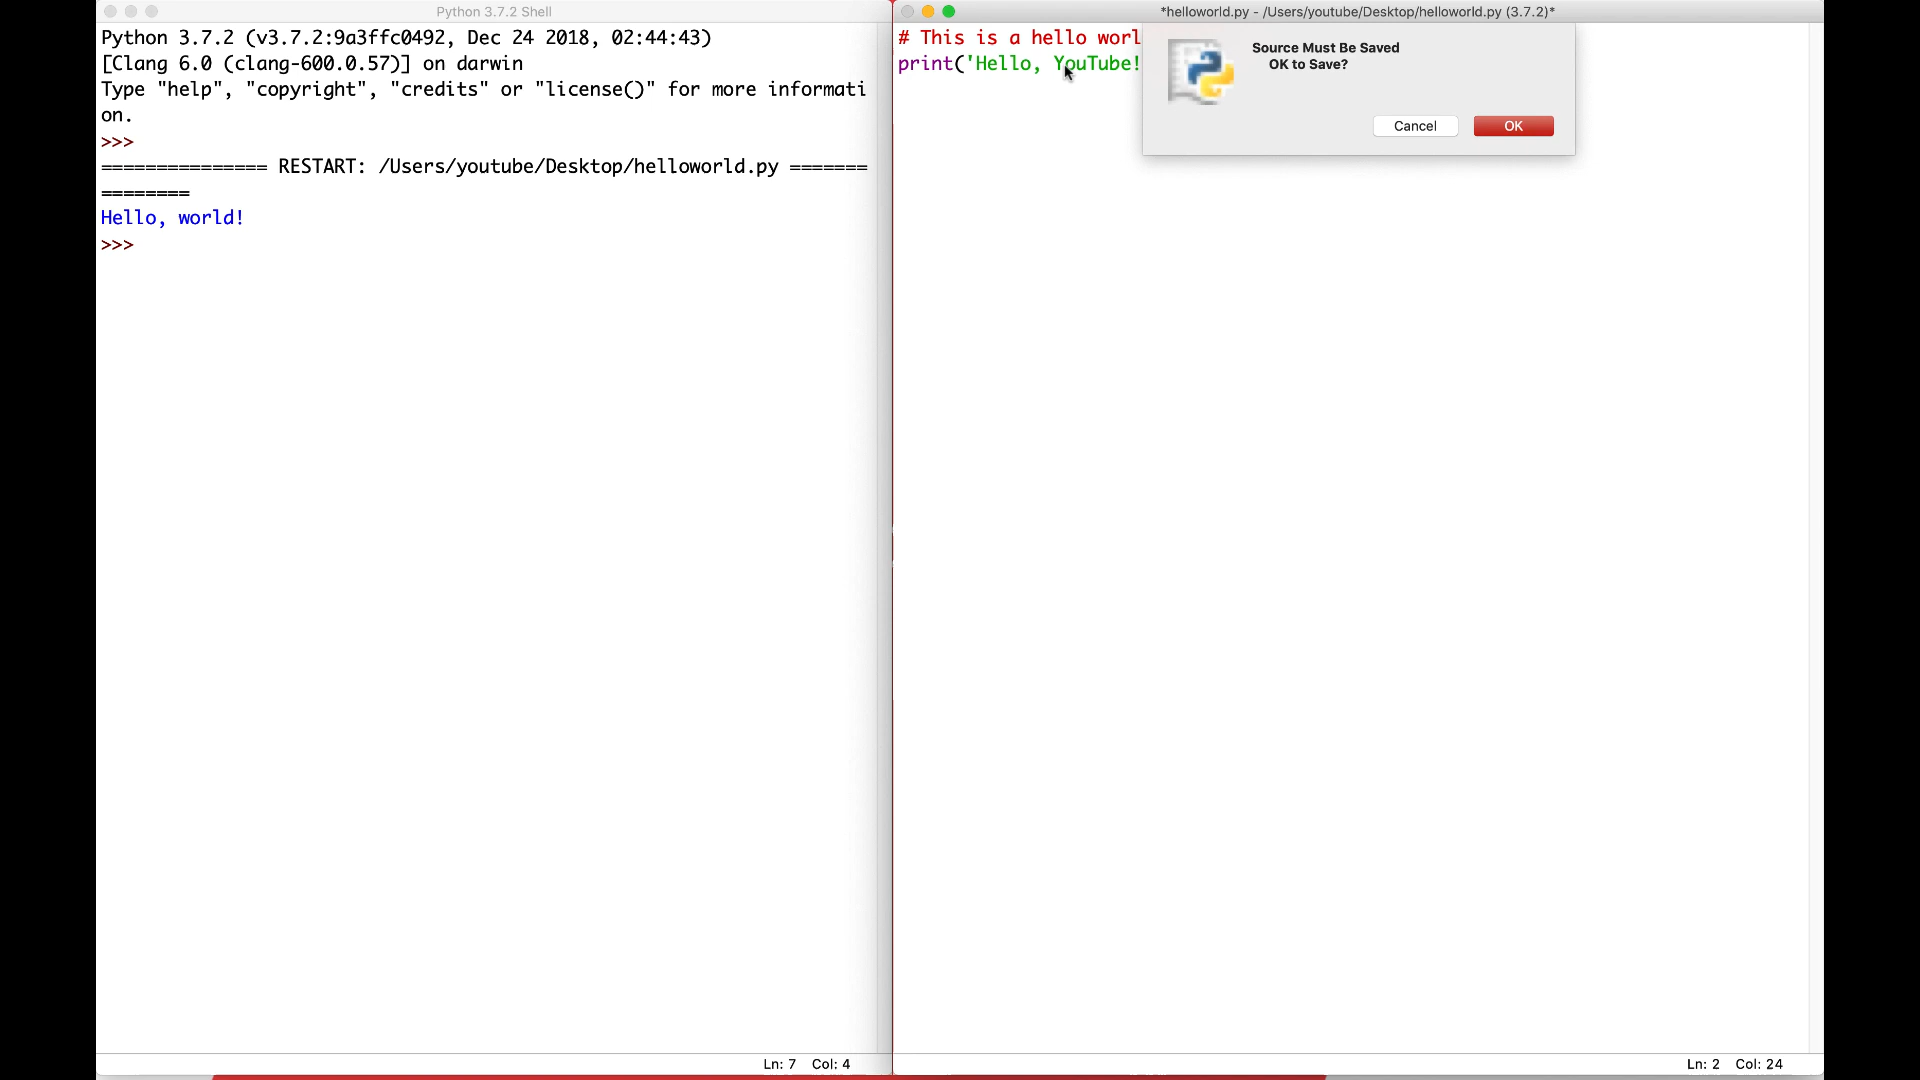 Python 3.7.2 Shell
Python 3.7.2 (v3.7.2:9a3ffc0492, Dec 24 2018, 02:44:43)
[Clang 6.0 (clang-600.0.57)] on darwin
Type "help", "copyright", "credits" or "license()" for more informati
on.
>>>
=============== RESTART: /Users/youtube/Desktop/helloworld.py =======
========
Hello, world!
>>>
Ln: 7 Col: 4
*helloworld.py - /Users/youtube/Desktop/helloworld.py (3.7.2)*
# This is a hello worl
print('Hello, YouTube!
Source Must Be Saved
OK to Save?
Cancel OK
Ln: 2 Col: 24